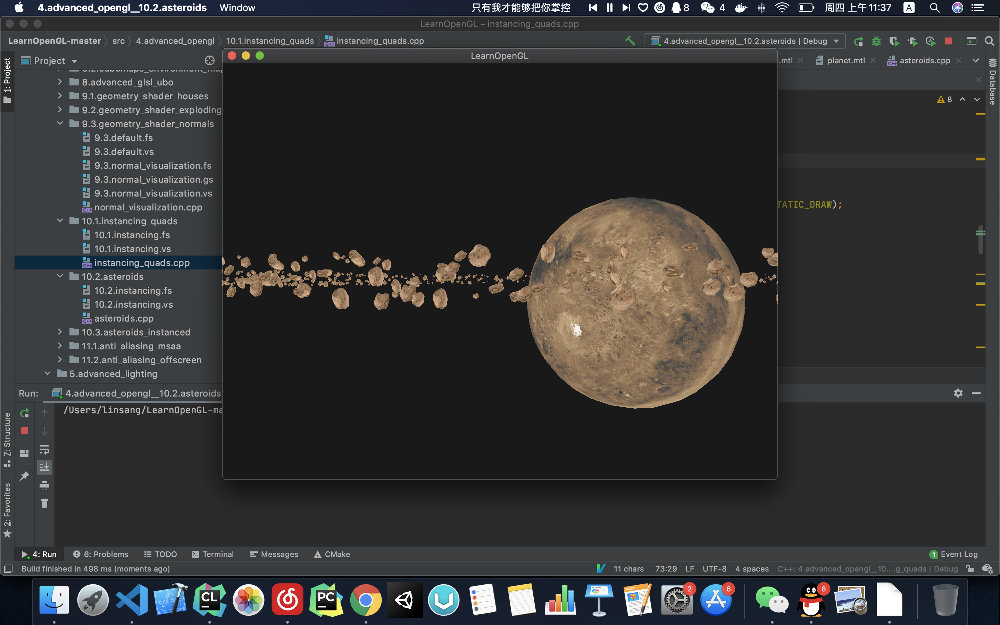 4.advanced_opengl__10.2.asteroids Window 只有我才能够把你掌控 8 4 周四 上午11:37 A
LearnOpenGL – instancing_quads.cpp
LearnOpenGL-master src 4.advanced_opengl 10.1.instancing_quads instancing_quads.cpp 4.advanced_opengl__10.2.asteroids | Debug
Project
LearnOpenGL
.mtl planet.mtl asteroids.cpp
1: Project
Database
8.advanced_glsl_ubo
9.1.geometry_shader_houses
8
9.2.geometry_shader_exploding
9.3.geometry_shader_normals
9.3.default.fs
9.3.default.vs
9.3.normal_visualization.fs
9.3.normal_visualization.gs
9.3.normal_visualization.vs
TATIC_DRAW);
normal_visualization.cpp
10.1.instancing_quads
10.1.instancing.fs
10.1.instancing.vs
instancing_quads.cpp
10.2.asteroids
10.2.instancing.fs
10.2.instancing.vs
asteroids.cpp
10.3.asteroids_instanced
11.1.anti_aliasing_msaa
11.2.anti_aliasing_offscreen
5.advanced_lighting
Run: 4.advanced_opengl__10.2.asteroids
/Users/linsang/LearnOpenGL-ma
7: Structure
2: Favorites
4: Run 6: Problems TODO Terminal Messages CMake 1 Event Log
Build finished in 498 ms (moments ago) 11 chars 73:29 LF UTF-8 4 spaces C++: 4.advanced_opengl__10....g_quads | Debug
CL PC PAGES 2 6 8